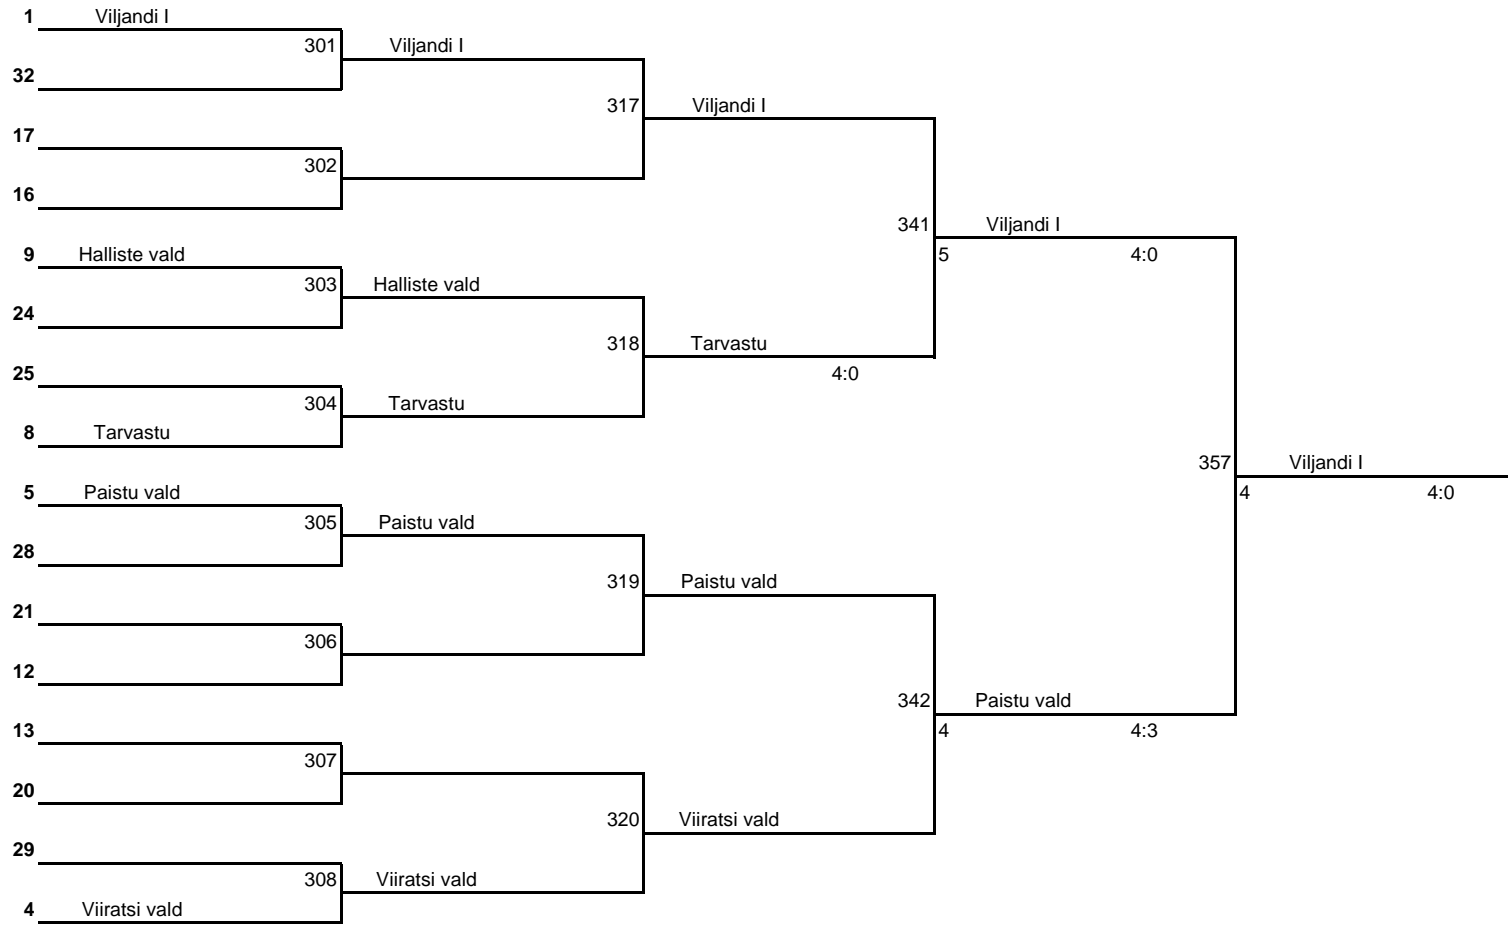 1 Viljandi I
301 Viljandi I
32
317 Viljandi I
17
302
16
341 Viljandi I
9 Halliste vald
5 4:0
303 Halliste vald
24
318 Tarvastu
25
4:0
304 Tarvastu
8 Tarvastu
357 Viljandi I
5 Paistu vald
4 4:0
305 Paistu vald
28
319 Paistu vald
21
306
12
342 Paistu vald
13
4 4:3
307
20
320 Viiratsi vald
29
308 Viiratsi vald
4 Viiratsi vald